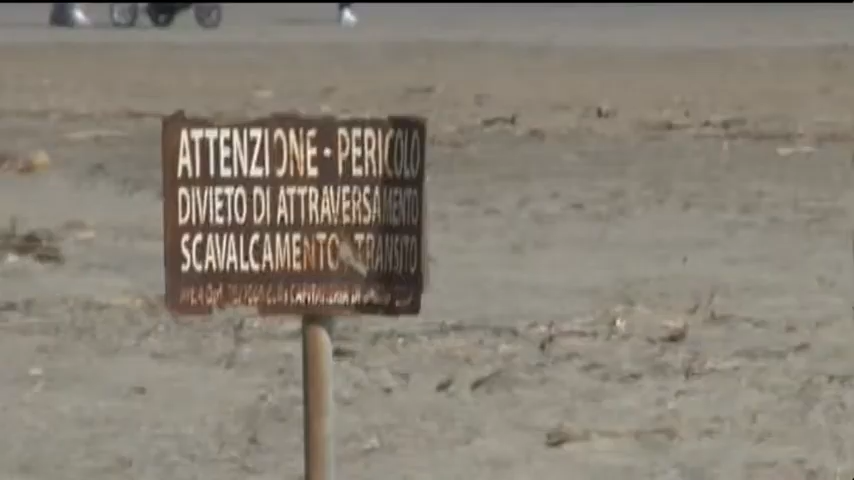 ATTENZIONE - PERICOLO
DIVIETO DI ATTRAVERSAMENTO
SCAVALCAMENTO TRANSITO